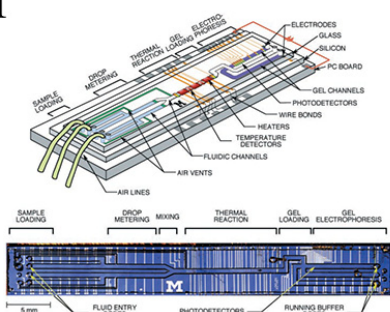 ELECTRO-
PHORESIS
GEL
LOADING
THERMAL
REACTION
DROP
METERING
SAMPLE
LOADING
ELECTRODES
GLASS
SILICON
PC BOARD
GEL CHANNELS
PHOTODETECTORS
WIRE BONDS
HEATERS
TEMPERATURE
DETECTORS
FLUIDIC CHANNELS
AIR VENTS
AIR LINES
M
SAMPLE
LOADING
DROP
METERING
MIXING
THERMAL
REACTION
GEL
LOADING
GEL
ELECTROPHORESIS
M
5 mm
FLUID ENTRY
PHOTODETECTORS
RUNNING BUFFER